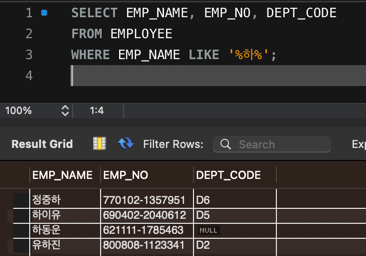 1 SELECT EMP_NAME, EMP_NO, DEPT_CODE
2 FROM EMPLOYEE
3 WHERE EMP_NAME LIKE '%하%';
4
100% 1:4
Result Grid Filter Rows: Search Exp
EMP_NAME EMP_NO DEPT_CODE
정중하 770102-1357951 D6
하이유 690402-2040612 D5
하동운 621111-1785463 NULL
유하진 800808-1123341 D2